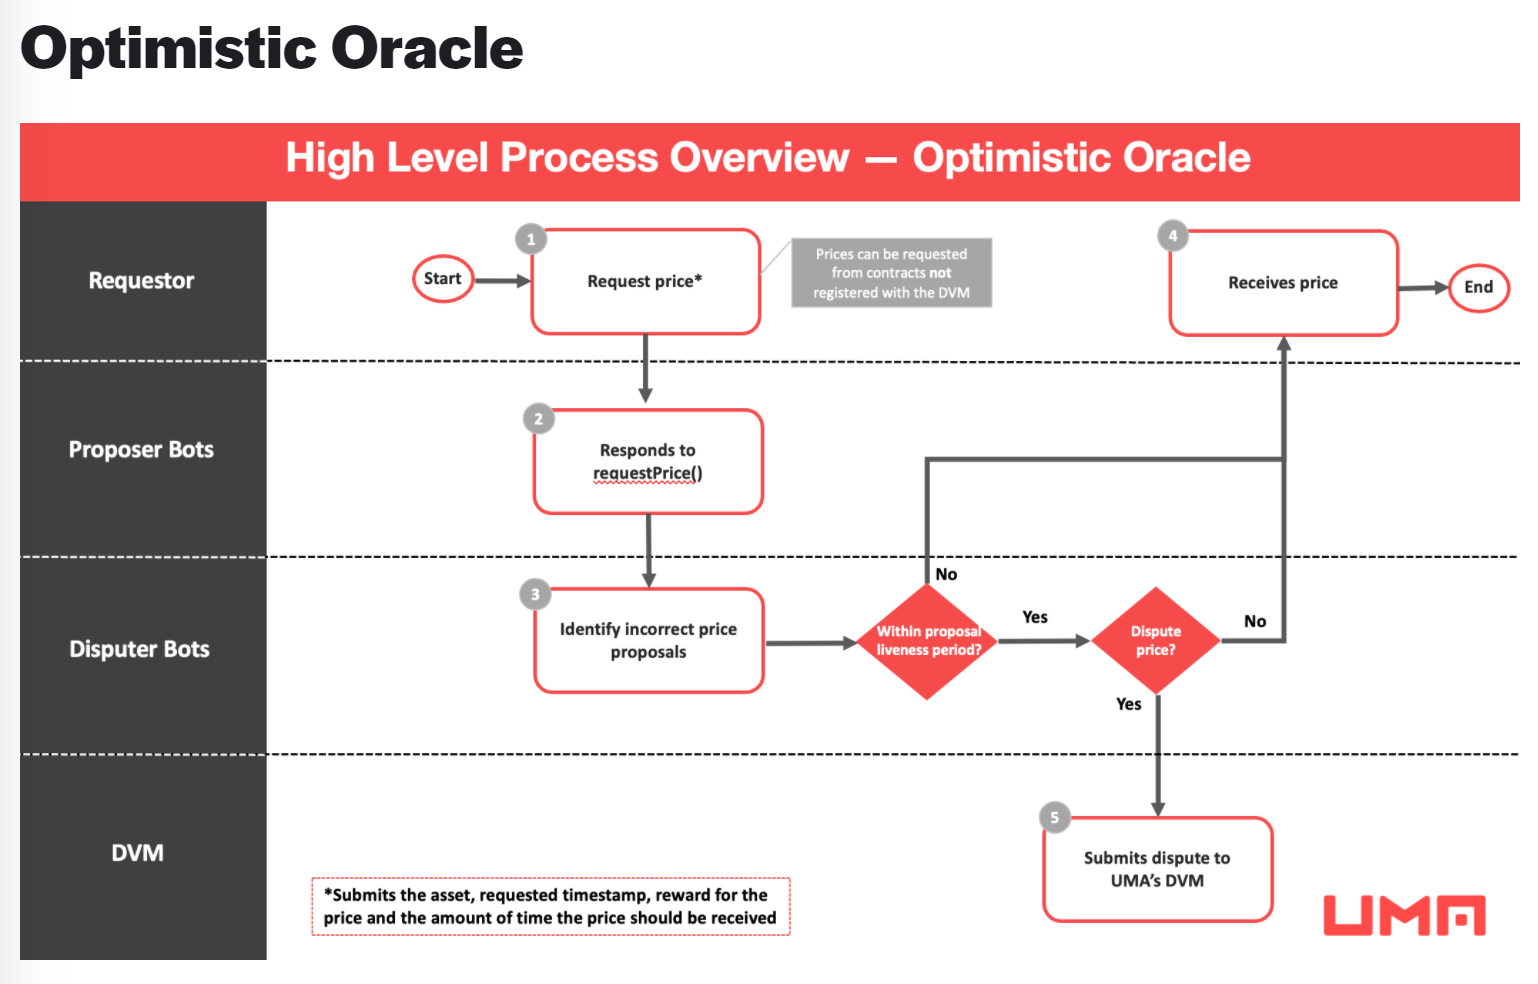 Optimistic Oracle
High Level Process Overview — Optimistic Oracle
Requestor
Start
1
Request price*
Prices can be requested
from contracts not
registered with the DVM
4
Receives price
End
Proposer Bots
2
Responds to
requestPrice()
Disputer Bots
3
Identify incorrect price
proposals
No
Within proposal
liveness period?
Yes
Dispute
price?
No
Yes
DVM
5
Submits dispute to
UMA's DVM
*Submits the asset, requested timestamp, reward for the
price and the amount of time the price should be received
UMA